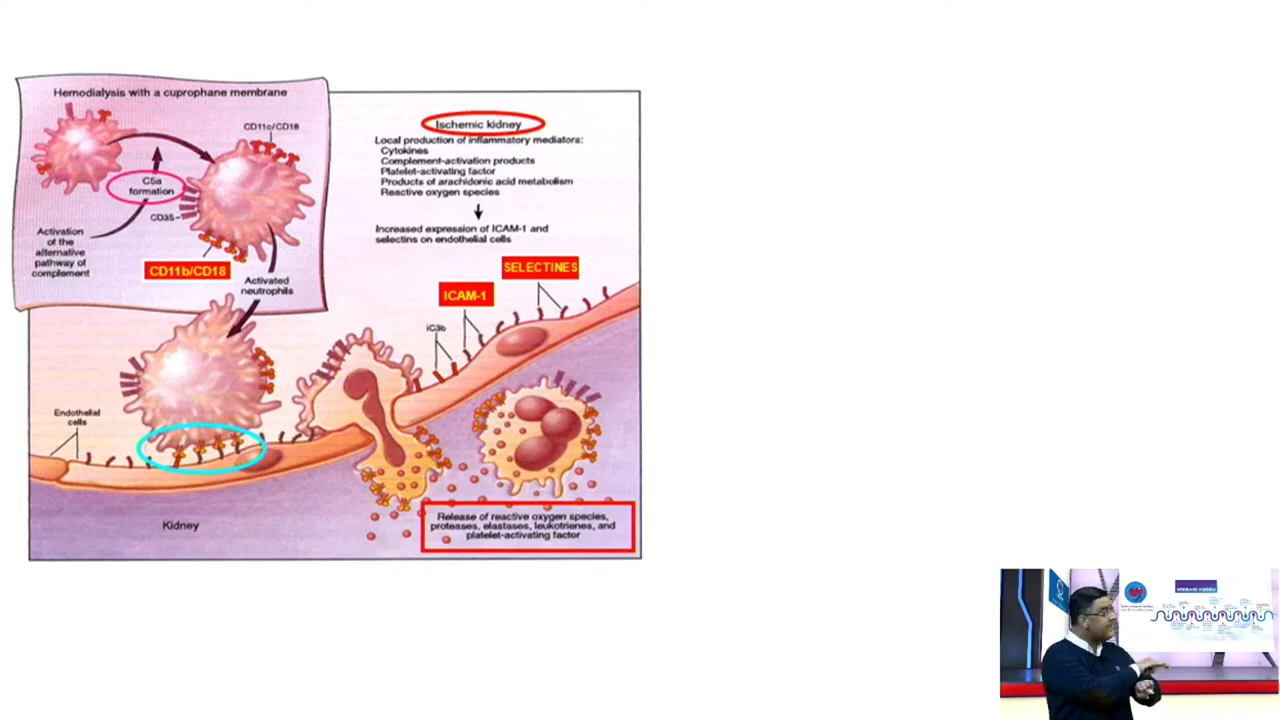 Hemodialysis with a cuprophane membrane
CD11c/CD18
C5a
formation
CD35
Activation
of the
alternative
pathway of
complement
CD11b/CD18
Activated
neutrophils
Ischemic kidney
Local production of inflammatory mediators:
Cytokines
Complement-activation products
Platelet-activating factor
Products of arachidonic acid metabolism
Reactive oxygen species
Increased expression of ICAM-1 and
selectins on endothelial cells
SELECTINES
ICAM-1
iC3b
Endothelial
cells
Kidney
Release of reactive oxygen species,
proteases, elastases, leukotrienes, and
platelet-activating factor
WEBINARS AGENDA